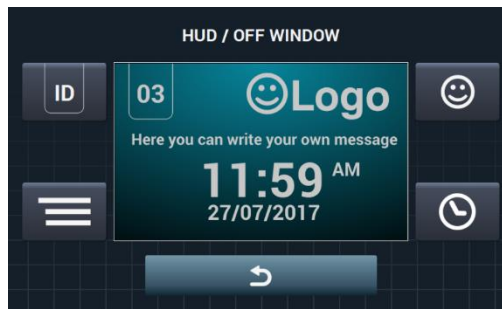 HUD / OFF WINDOW
ID
03
Logo
Here you can write your own message
11:59 AM
27/07/2017